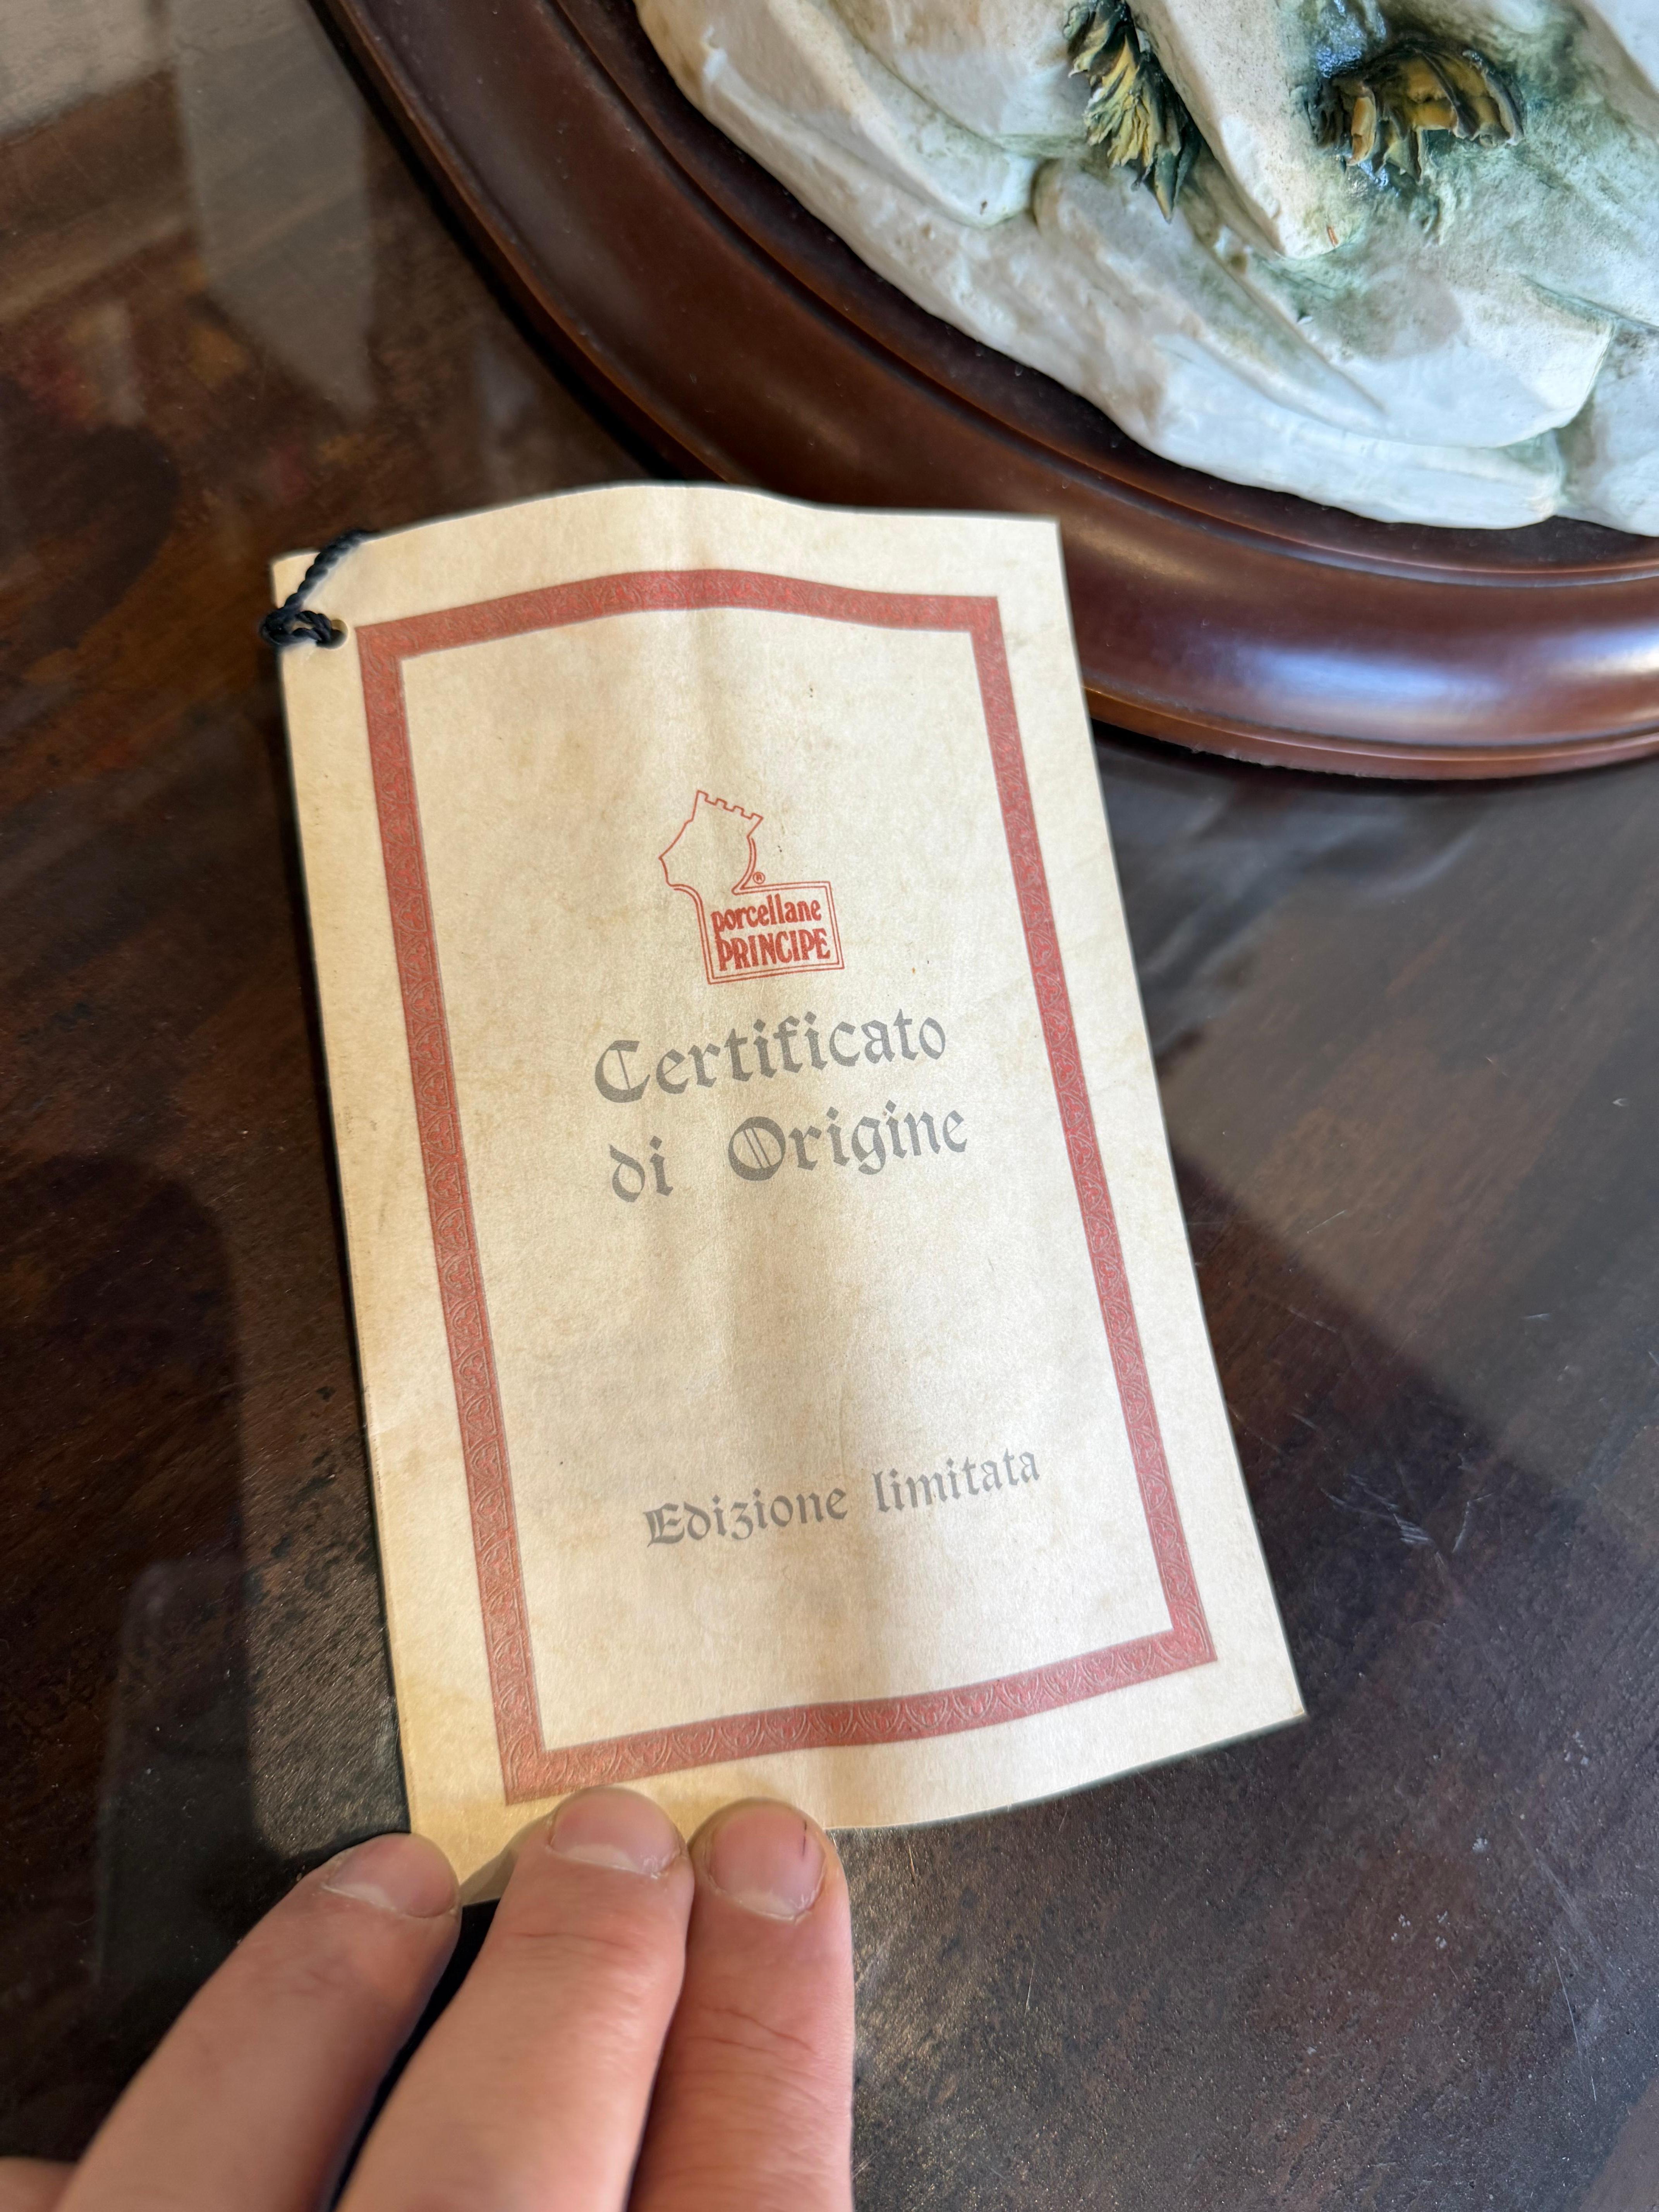 ®
porcellane
PRINCIPE
Certificato
di Origine
Edizione limitata